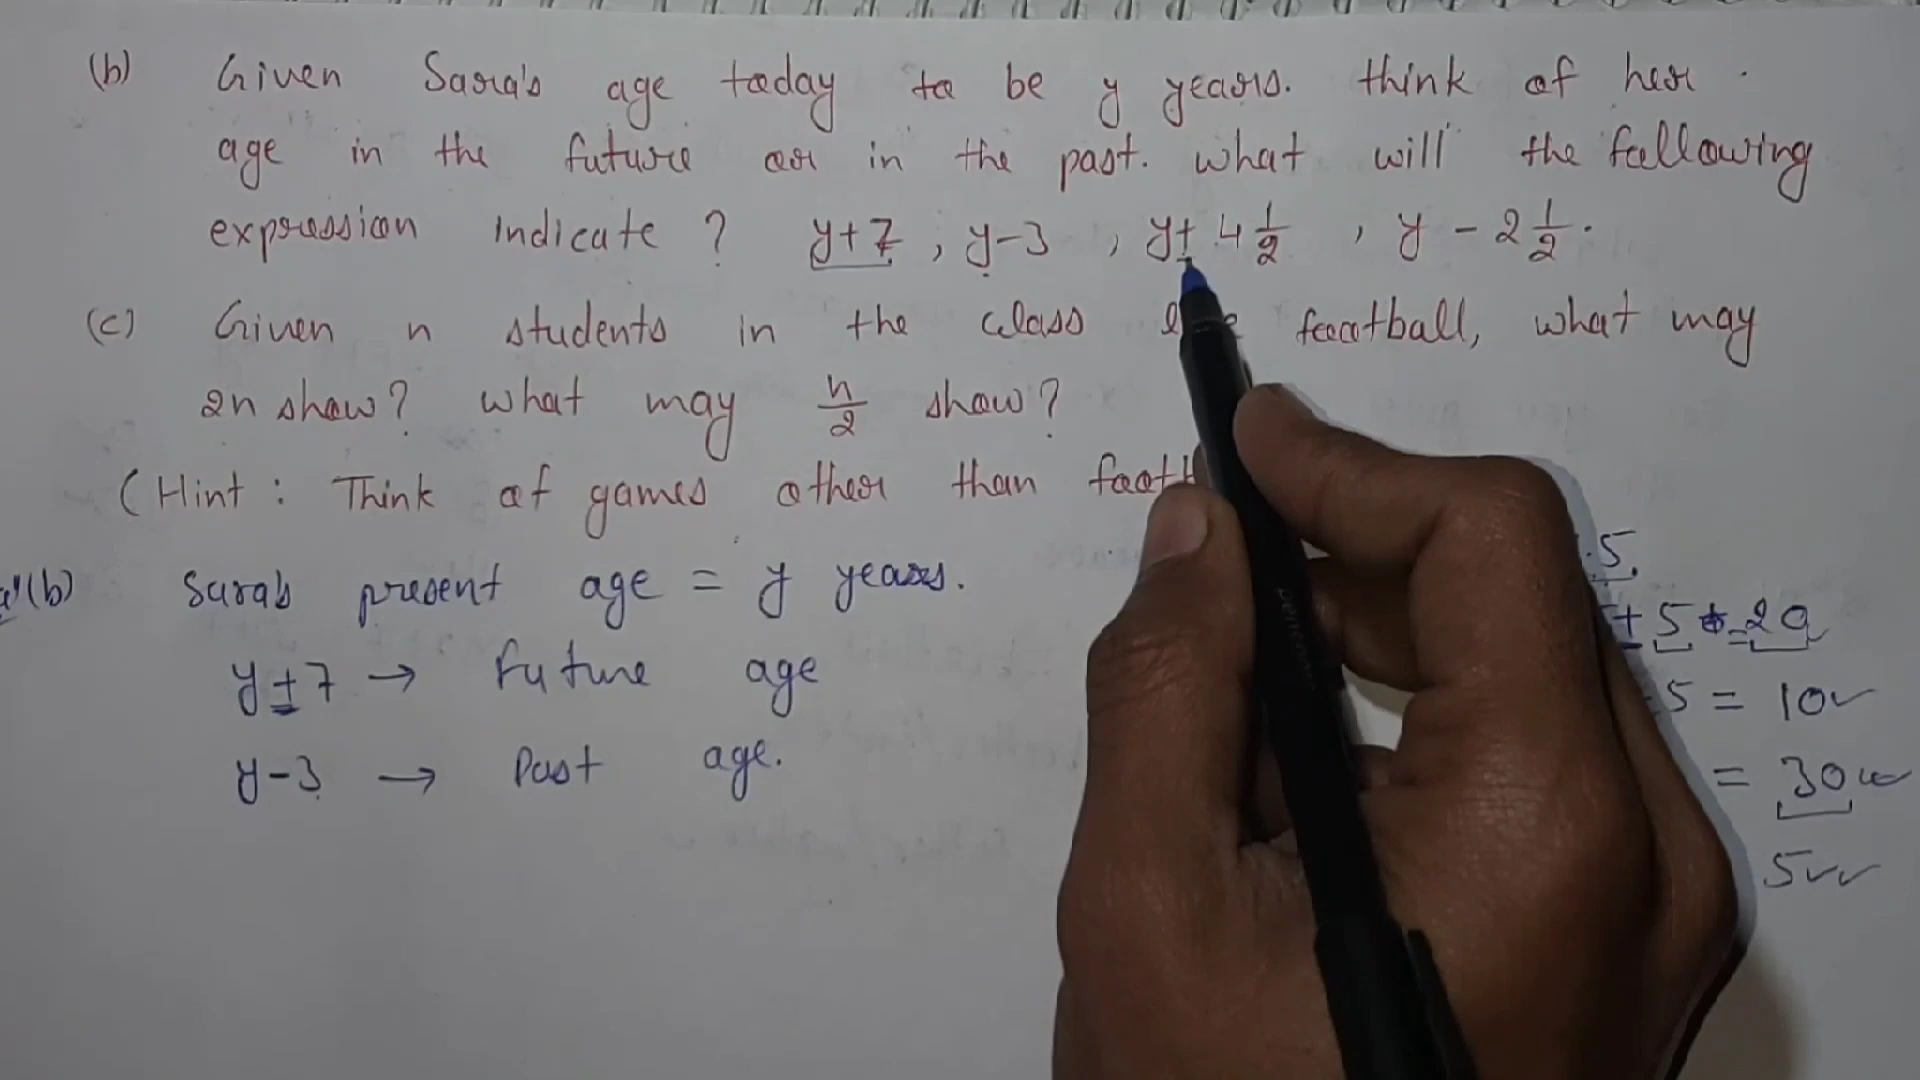 (b) Given Sara's age today to be y years. think of her
age in the future or in the past. what will the following
expression indicate ? y+7 , y-3 , y+ 4 1/2 , y - 2 1/2 .
(c) Given n students in the class football, what may
2n show? what may n/2 show?
(Hint : Think of games other than
(b) Sara's present age = y years.
y+7 → Future age
y-3 → Past age.
5.
+ 5 = 20
5 = 10
= 30
5